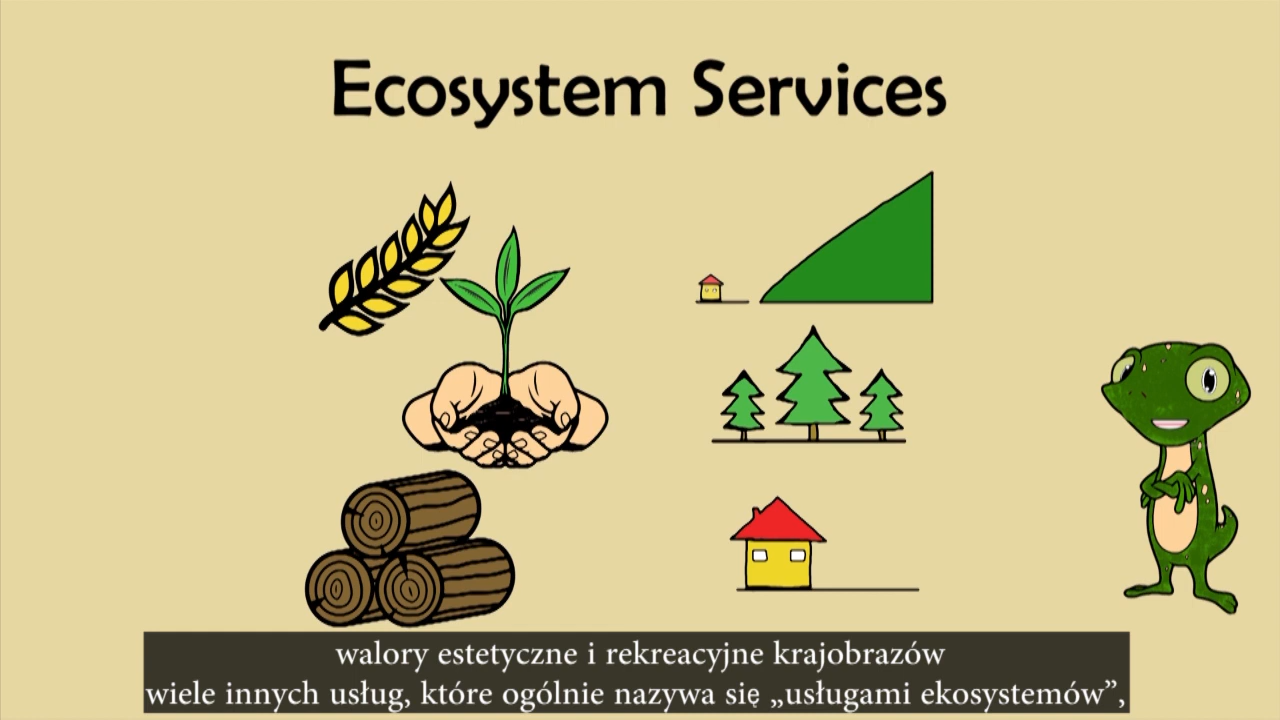 Ecosystem Services
walory estetyczne i rekreacyjne krajobrazów
wiele innych usług, które ogólnie nazywa się „usługami ekosystemów”,